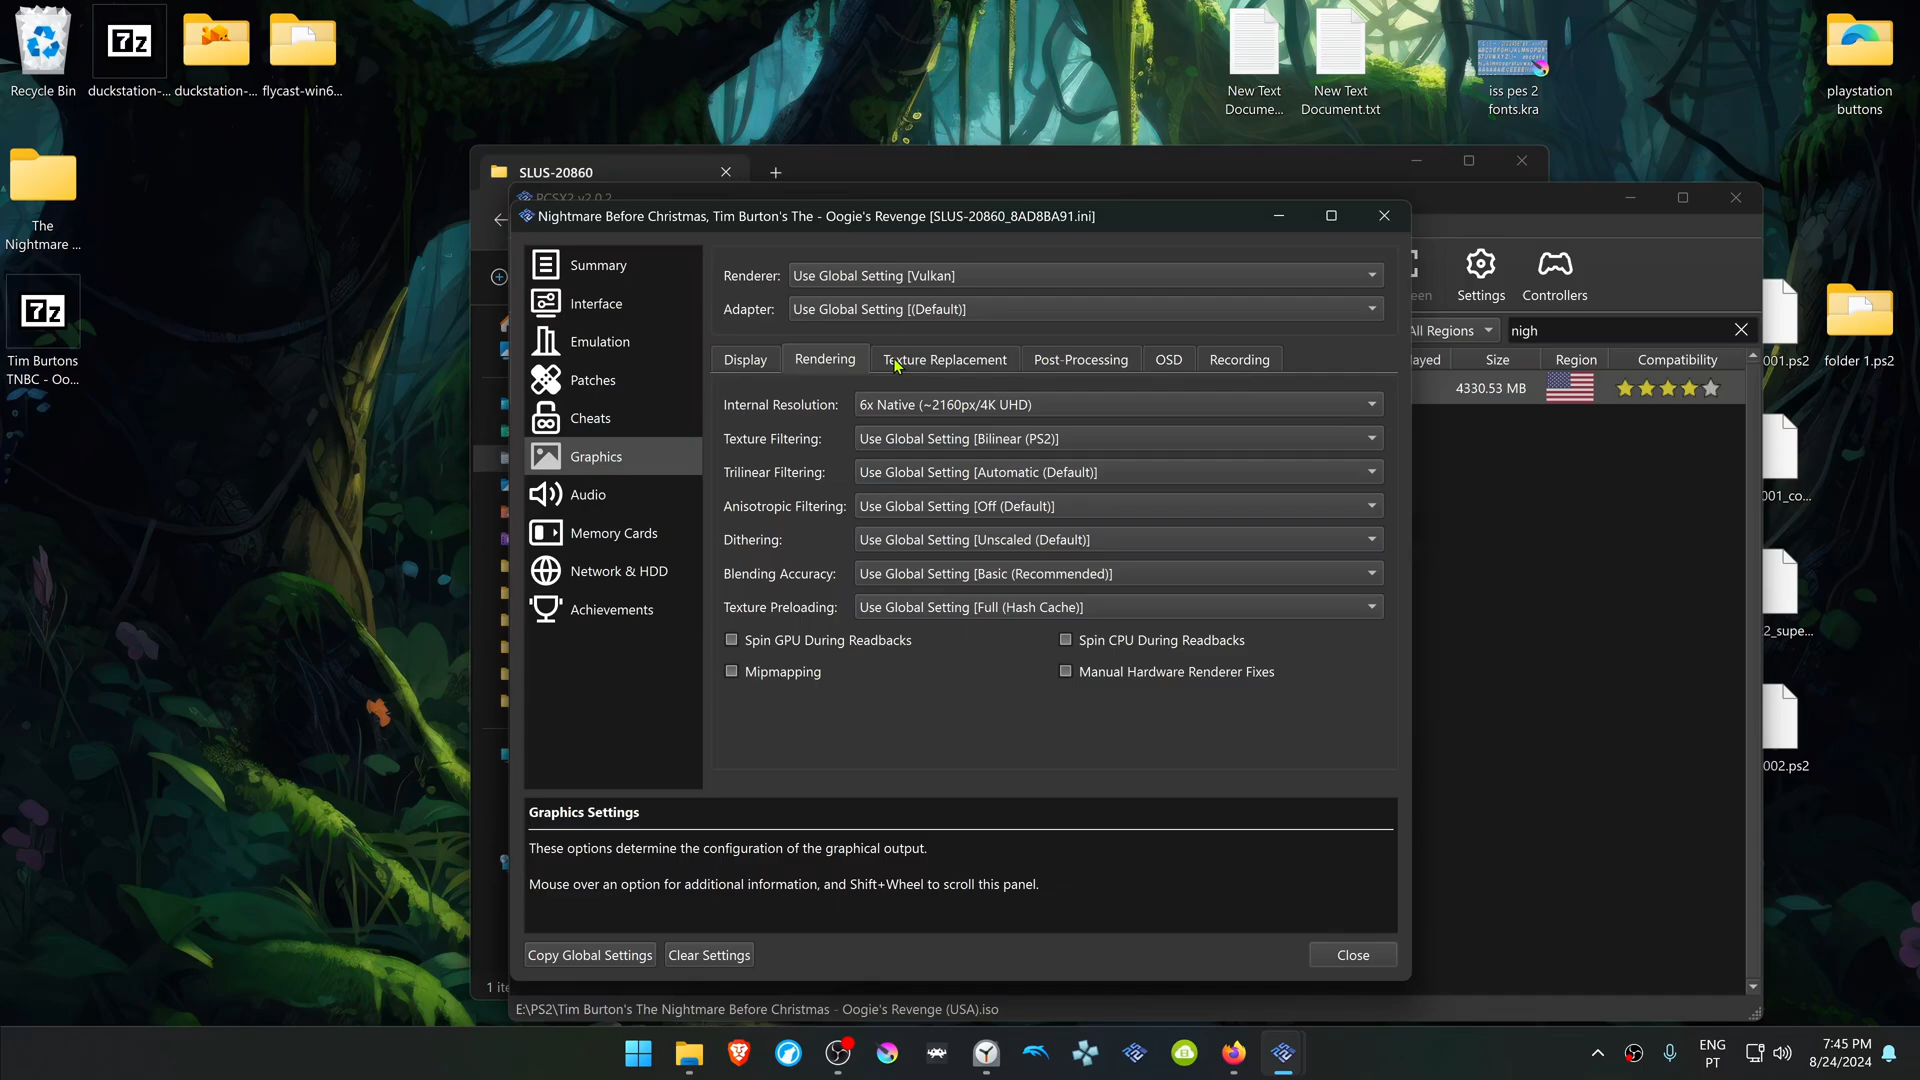 Recycle Bin
duckstation-...
duckstation-...
flycast-win6...
New Text
Docume...
New Text
Document.txt
iss pes 2
fonts.kra
playstation
buttons
The
Nightmare ...
Tim Burtons
TNBC - Oo...
SLUS-20860
PCSX2 v2.0.2
Nightmare Before Christmas, Tim Burton's The - Oogie's Revenge [SLUS-20860_8AD8BA91.ini]
Summary
Interface
Emulation
Patches
Cheats
Graphics
Audio
Memory Cards
Network & HDD
Achievements
Renderer: Use Global Setting [Vulkan]
Adapter: Use Global Setting [(Default)]
Display Rendering Texture Replacement Post-Processing OSD Recording
Internal Resolution: 6x Native (~2160px/4K UHD)
Texture Filtering: Use Global Setting [Bilinear (PS2)]
Trilinear Filtering: Use Global Setting [Automatic (Default)]
Anisotropic Filtering: Use Global Setting [Off (Default)]
Dithering: Use Global Setting [Unscaled (Default)]
Blending Accuracy: Use Global Setting [Basic (Recommended)]
Texture Preloading: Use Global Setting [Full (Hash Cache)]
Spin GPU During Readbacks Spin CPU During Readbacks
Mipmapping Manual Hardware Renderer Fixes
Graphics Settings
These options determine the configuration of the graphical output.
Mouse over an option for additional information, and Shift+Wheel to scroll this panel.
Copy Global Settings Clear Settings Close
een Settings Controllers
All Regions nigh
ayed Size Region Compatibility
4330.53 MB
001.ps2
folder 1.ps2
001_co...
2_supe...
002.ps2
1 ite
E:\PS2\Tim Burton's The Nightmare Before Christmas - Oogie's Revenge (USA).iso
ENG
PT
7:45 PM
8/24/2024